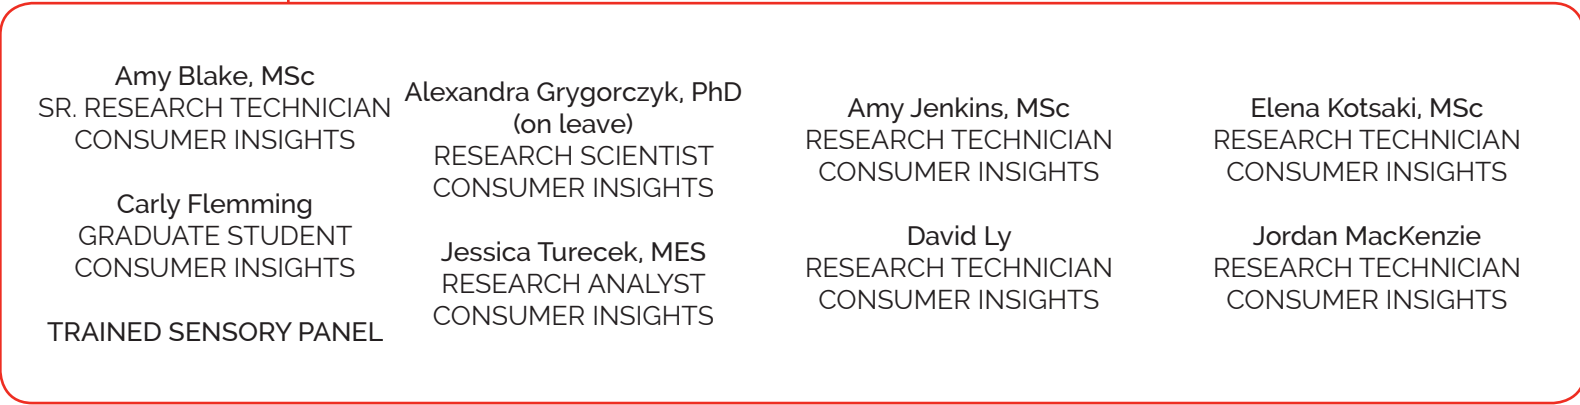 Amy Blake, MSc
SR. RESEARCH TECHNICIAN
CONSUMER INSIGHTS
Carly Flemming
GRADUATE STUDENT
CONSUMER INSIGHTS
TRAINED SENSORY PANEL
Alexandra Grygorczyk, PhD
(on leave)
RESEARCH SCIENTIST
CONSUMER INSIGHTS
Jessica Turecek, MES
RESEARCH ANALYST
CONSUMER INSIGHTS
Amy Jenkins, MSc
RESEARCH TECHNICIAN
CONSUMER INSIGHTS
David Ly
RESEARCH TECHNICIAN
CONSUMER INSIGHTS
Elena Kotsaki, MSc
RESEARCH TECHNICIAN
CONSUMER INSIGHTS
Jordan MacKenzie
RESEARCH TECHNICIAN
CONSUMER INSIGHTS